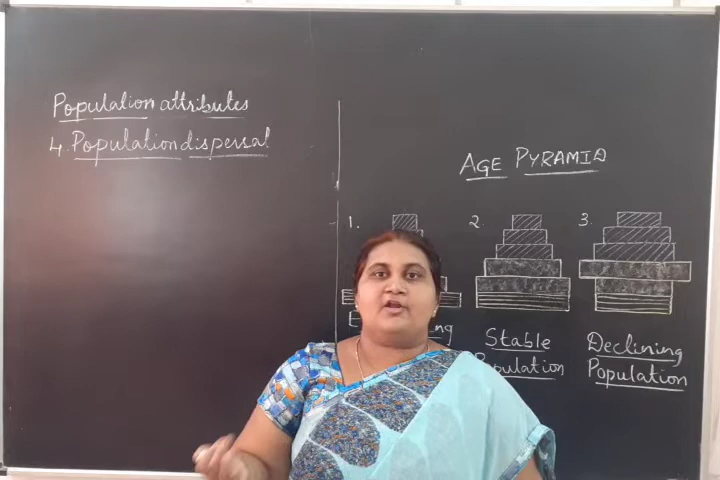 Population attributes
4. Population dispersal
AGE PYRAMID
1.
2.
3.
Stable
Population
Declining
Population